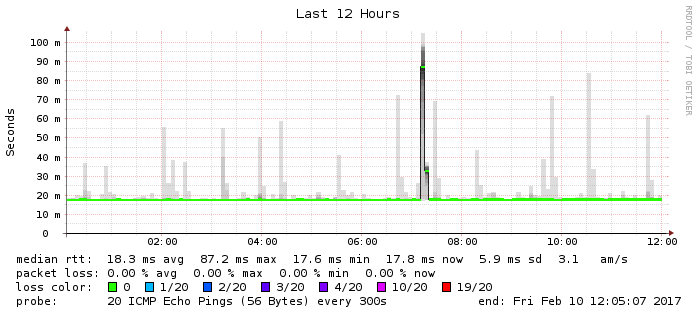 Last 12 Hours
RRDTOOL / TOBI OETIKER
Seconds
100 m
90 m
80 m
70 m
60 m
50 m
40 m
30 m
20 m
10 m
0
02:00 04:00 06:00 08:00 10:00 12:00
median rtt: 18.3 ms avg 87.2 ms max 17.6 ms min 17.8 ms now 5.9 ms sd 3.1 am/s
packet loss: 0.00 % avg 0.00 % max 0.00 % min 0.00 % now
loss color: 0 1/20 2/20 3/20 4/20 10/20 19/20
probe: 20 ICMP Echo Pings (56 Bytes) every 300s end: Fri Feb 10 12:05:07 2017